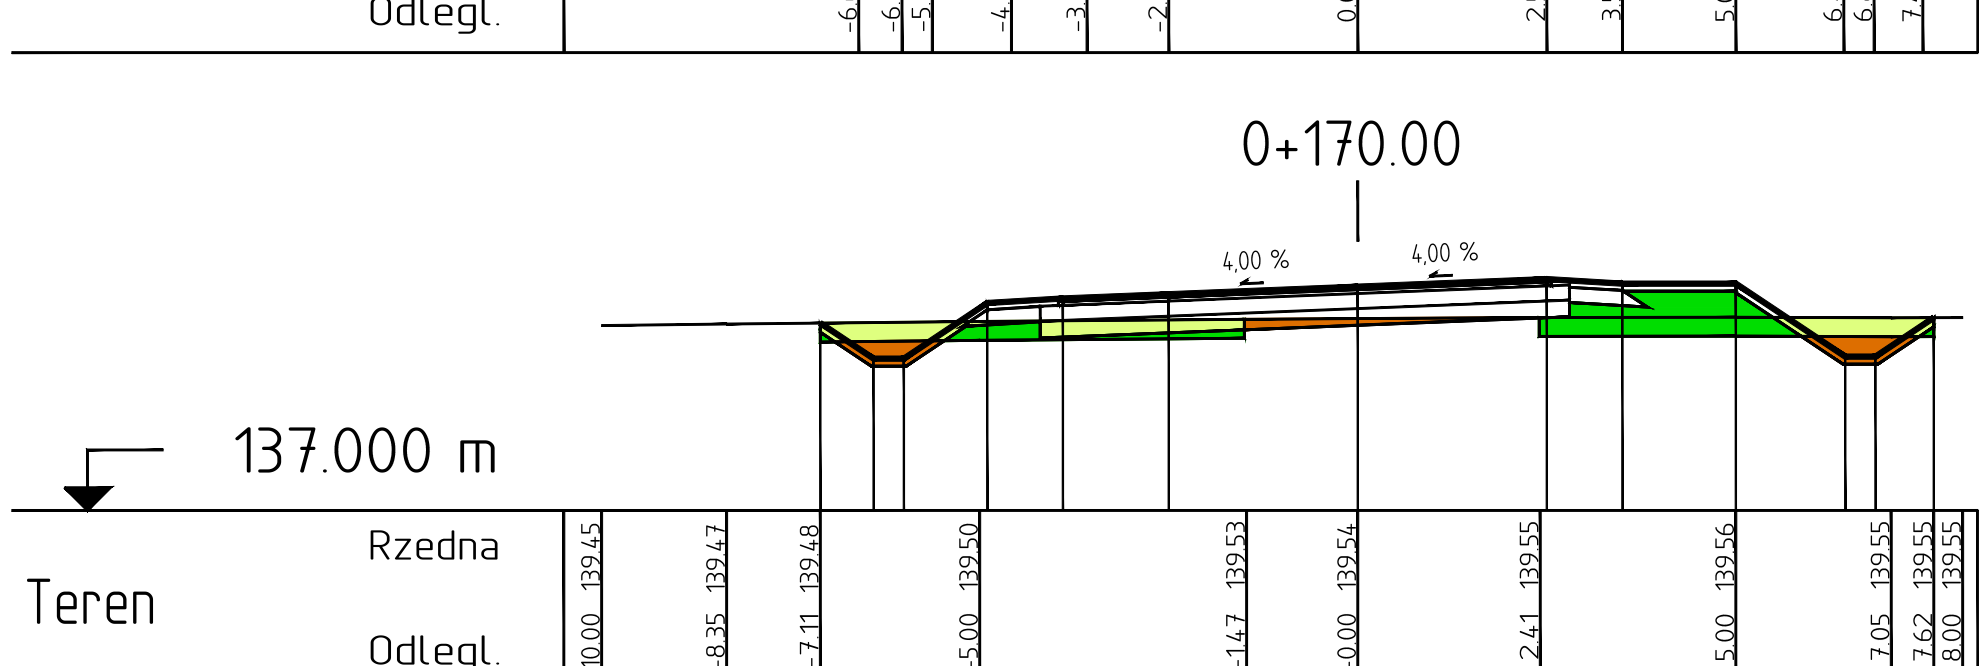 Odlegl.
0+170.00
4,00 % 4,00 %
137.000 m
Rzedna 139.45 139.47 139.48 139.50 139.53 139.54 139.55 139.56 139.55 139.55 139.55
Teren
Odlegl. 10.00 -8.35 -7.11 -5.00 -1.47 -0.00 2.41 5.00 7.05 7.62 8.00